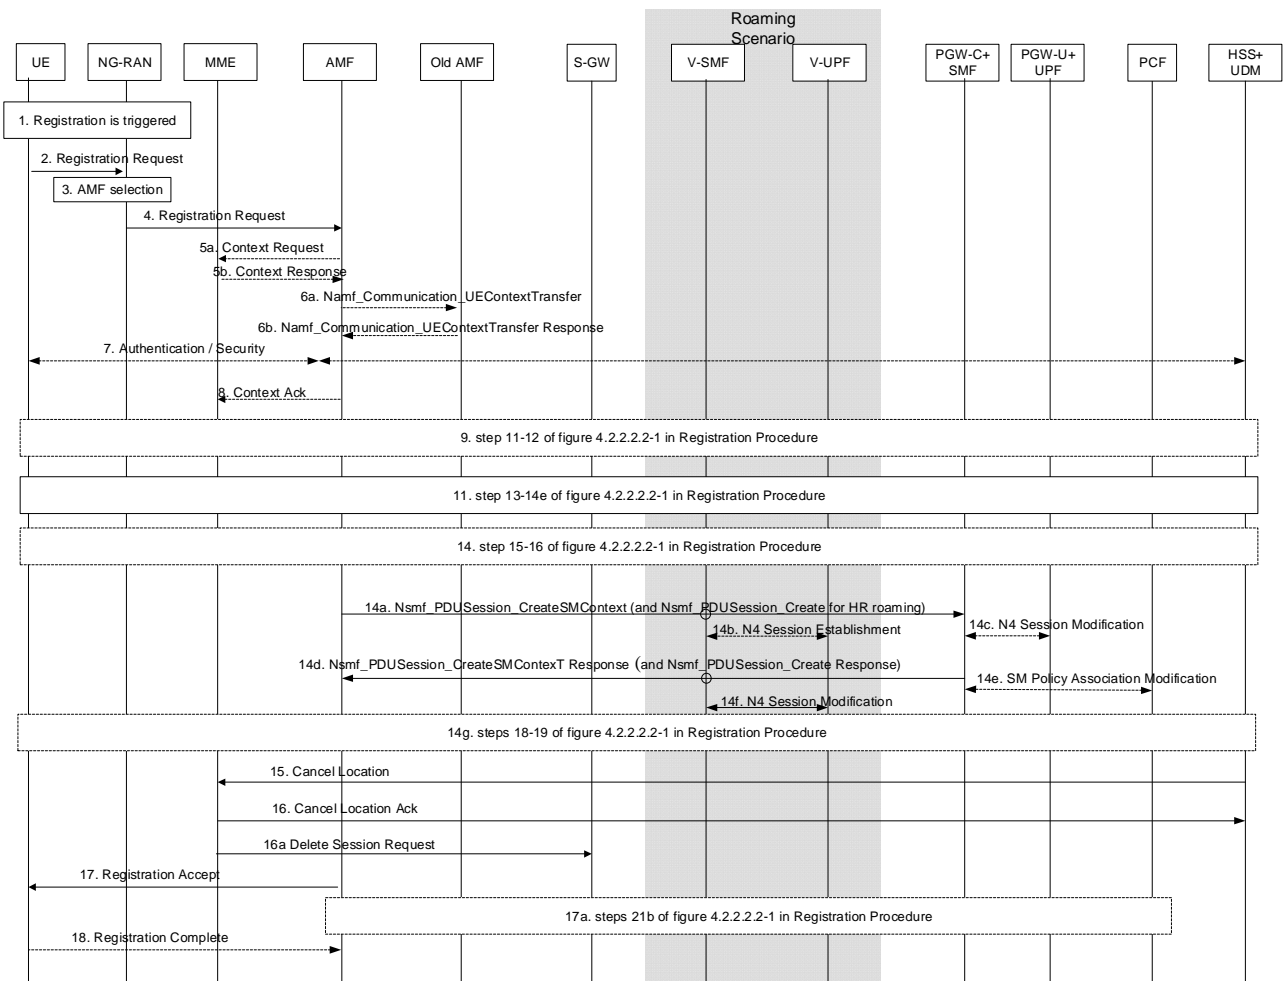 Roaming
Scenario
UE
NG-RAN
MME
AMF
Old AMF
S-GW
V-SMF
V-UPF
PGW-C+
SMF
PGW-U+
UPF
PCF
HSS+
UDM
1. Registration is triggered
2. Registration Request
3. AMF selection
4. Registration Request
5a. Context Request
5b. Context Response
6a. Namf_Communication_UEContextTransfer
6b. Namf_Communication_UEContextTransfer Response
7. Authentication / Security
8. Context Ack
9. step 11-12 of figure 4.2.2.2.2-1 in Registration Procedure
11. step 13-14e of figure 4.2.2.2.2-1 in Registration Procedure
14. step 15-16 of figure 4.2.2.2.2-1 in Registration Procedure
14a. Nsmf_PDUSession_CreateSMContext (and Nsmf_PDUSession_Create for HR roaming)
14b. N4 Session Establishment
14c. N4 Session Modification
14d. Nsmf_PDUSession_CreateSMContexT Response (and Nsmf_PDUSession_Create Response)
14e. SM Policy Association Modification
14f. N4 Session Modification
14g. steps 18-19 of figure 4.2.2.2.2-1 in Registration Procedure
15. Cancel Location
16. Cancel Location Ack
16a Delete Session Request
17. Registration Accept
17a. steps 21b of figure 4.2.2.2.2-1 in Registration Procedure
18. Registration Complete